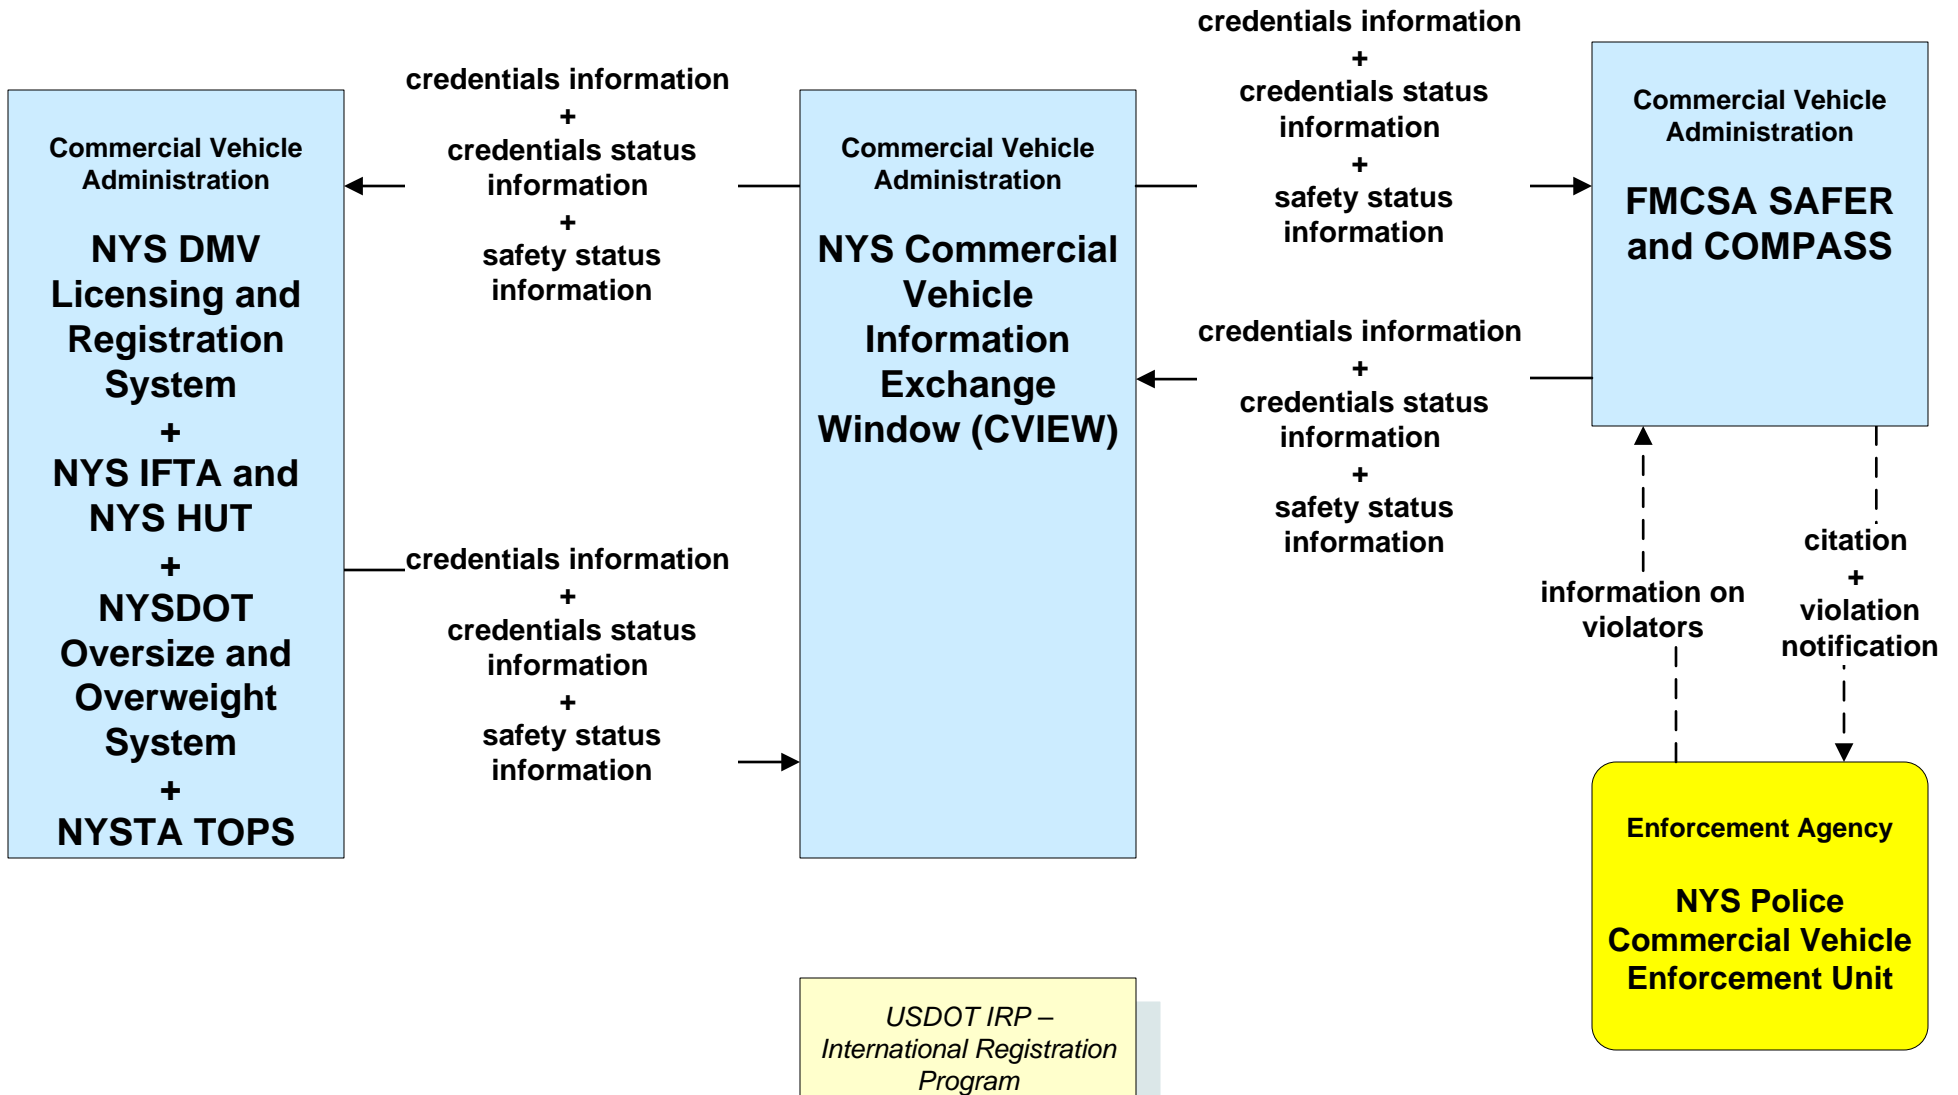 Commercial Vehicle
Administration
NYS DMV
Licensing and
Registration
System
+
NYS IFTA and
NYS HUT
+
NYSDOT
Oversize and
Overweight
System
+
NYSTA TOPS
credentials information
+
credentials status
information
+
safety status
information
credentials information
+
credentials status
information
+
safety status
information
Commercial Vehicle
Administration
NYS Commercial
Vehicle
Information
Exchange
Window (CVIEW)
credentials information
+
credentials status
information
+
safety status
information
credentials information
+
credentials status
information
+
safety status
information
Commercial Vehicle
Administration
FMCSA SAFER
and COMPASS
information on
violators
citation
+
violation
notification
Enforcement Agency
NYS Police
Commercial Vehicle
Enforcement Unit
USDOT IRP –
International Registration
Program